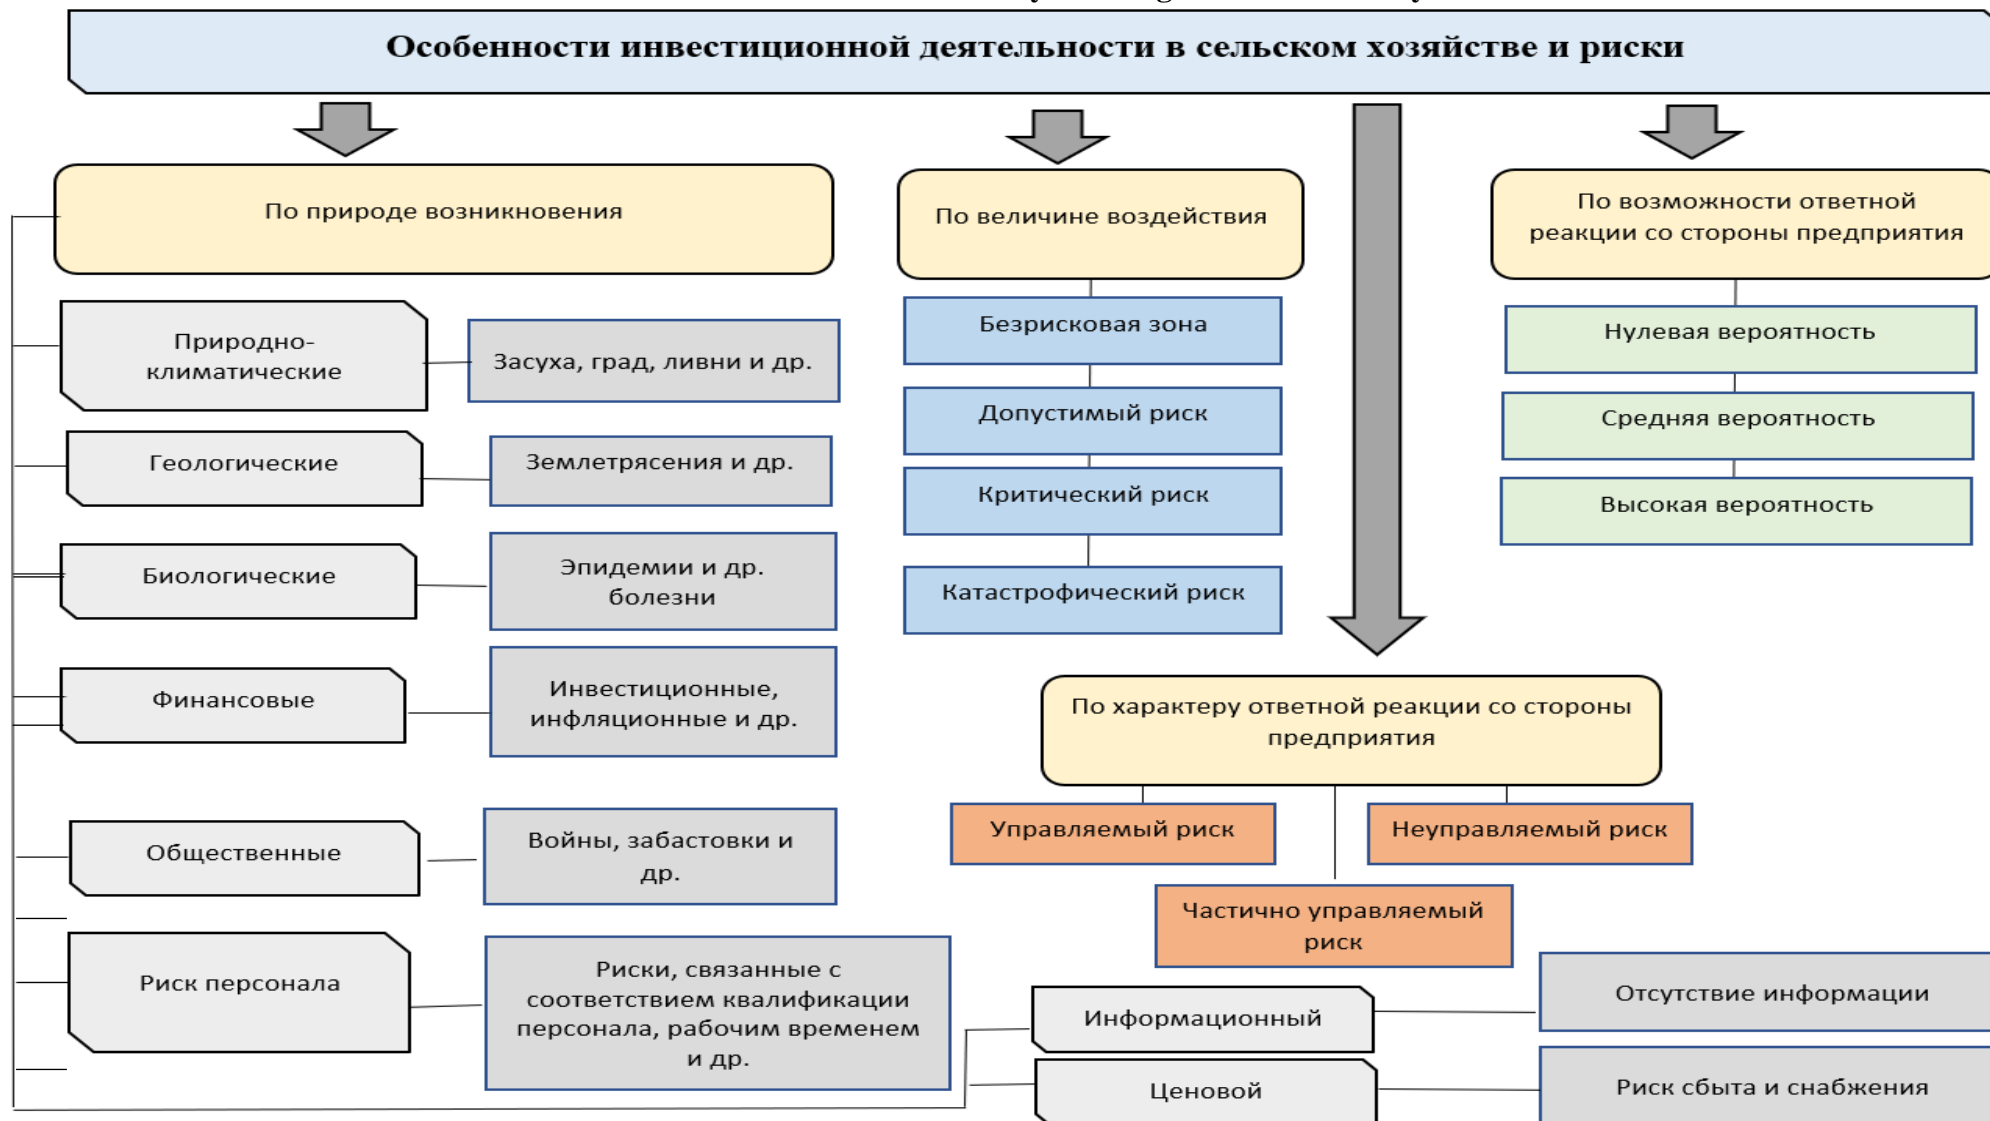 Особенности инвестиционной деятельности в сельском хозяйстве и риски
По природе возникновения
Природно-
климатические
Засуха, град, ливни и др.
Геологические
Землетрясения и др.
Биологические
Эпидемии и др.
болезни
Финансовые
Инвестиционные,
инфляционные и др.
Общественные
Войны, забастовки и
др.
Риск персонала
Риски, связанные с
соответствием квалификации
персонала, рабочим временем
и др.
Информационный
Отсутствие информации
Ценовой
Риск сбыта и снабжения
По величине воздействия
Безрисковая зона
Допустимый риск
Критический риск
Катастрофический риск
По возможности ответной
реакции со стороны предприятия
Нулевая вероятность
Средняя вероятность
Высокая вероятность
По характеру ответной реакции со стороны
предприятия
Управляемый риск
Неуправляемый риск
Частично управляемый
риск